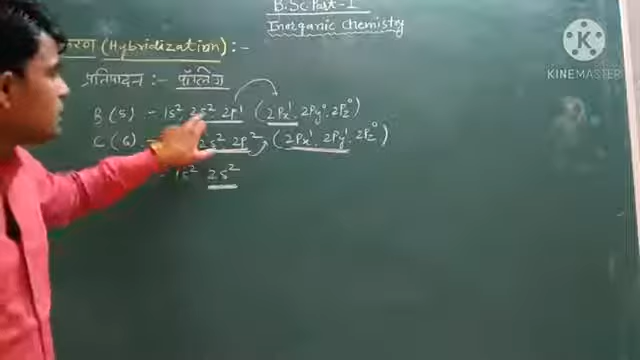 B.Sc. Part-I
Inorganic Chemistry
करण (Hybridization) :-
प्रतिपादन :- पॉलिंग
B (5) - 1s² 2s² 2p¹ (2Px¹, 2Py⁰, 2Pz⁰)
C (6) - 2s² 2p² (2Px¹, 2Py¹, 2Pz⁰)
1s² 2s²
KINEMASTER